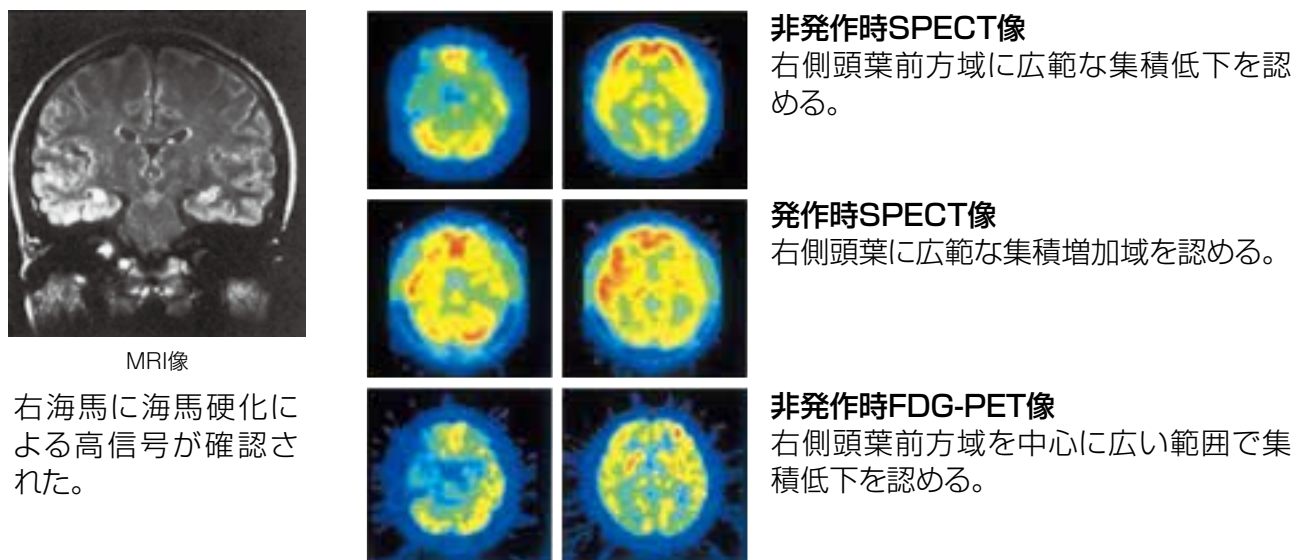 MRI像
右海馬に海馬硬化に
よる高信号が確認さ
れた。
非発作時SPECT像
右側頭葉前方域に広範な集積低下を認
める。
発作時SPECT像
右側頭葉に広範な集積増加域を認める。
非発作時FDG-PET像
右側頭葉前方域を中心に広い範囲で集
積低下を認める。